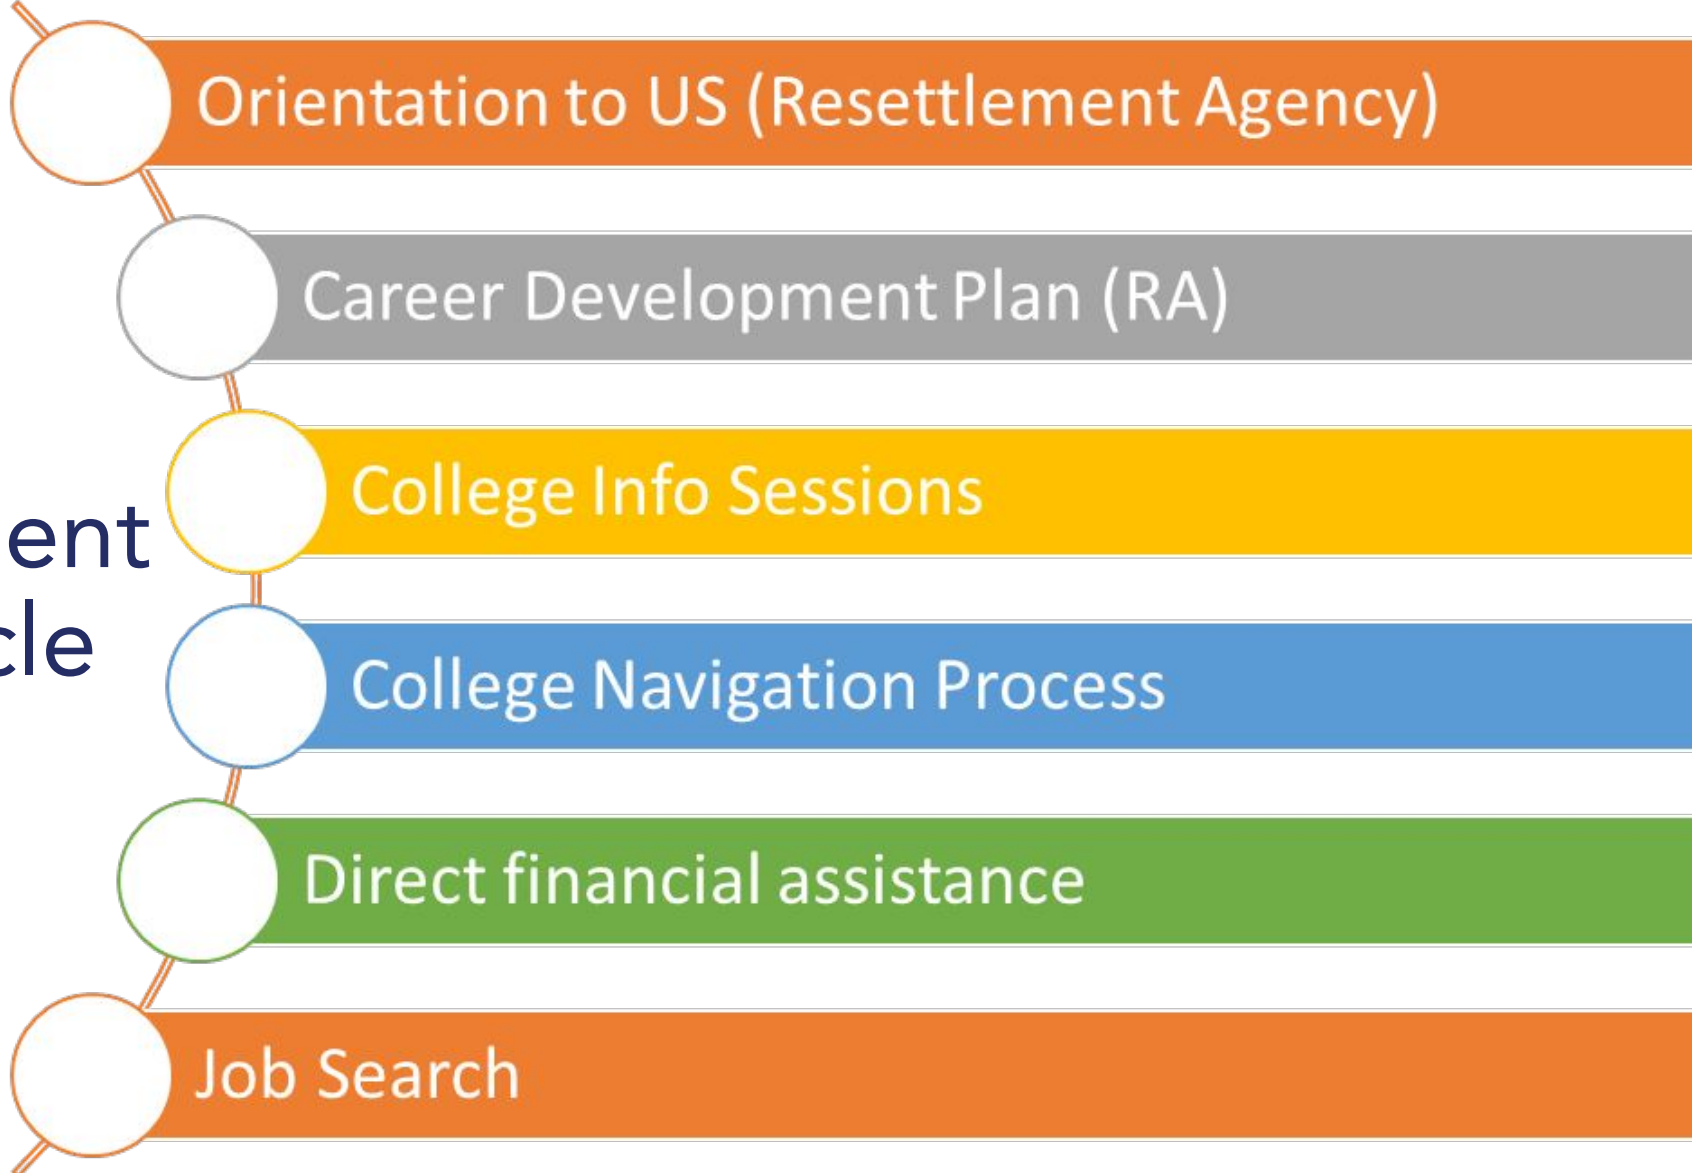 Orientation to US (Resettlement Agency)
Career Development Plan (RA)
College Info Sessions
ent
cle
College Navigation Process
Direct financial assistance
Job Search